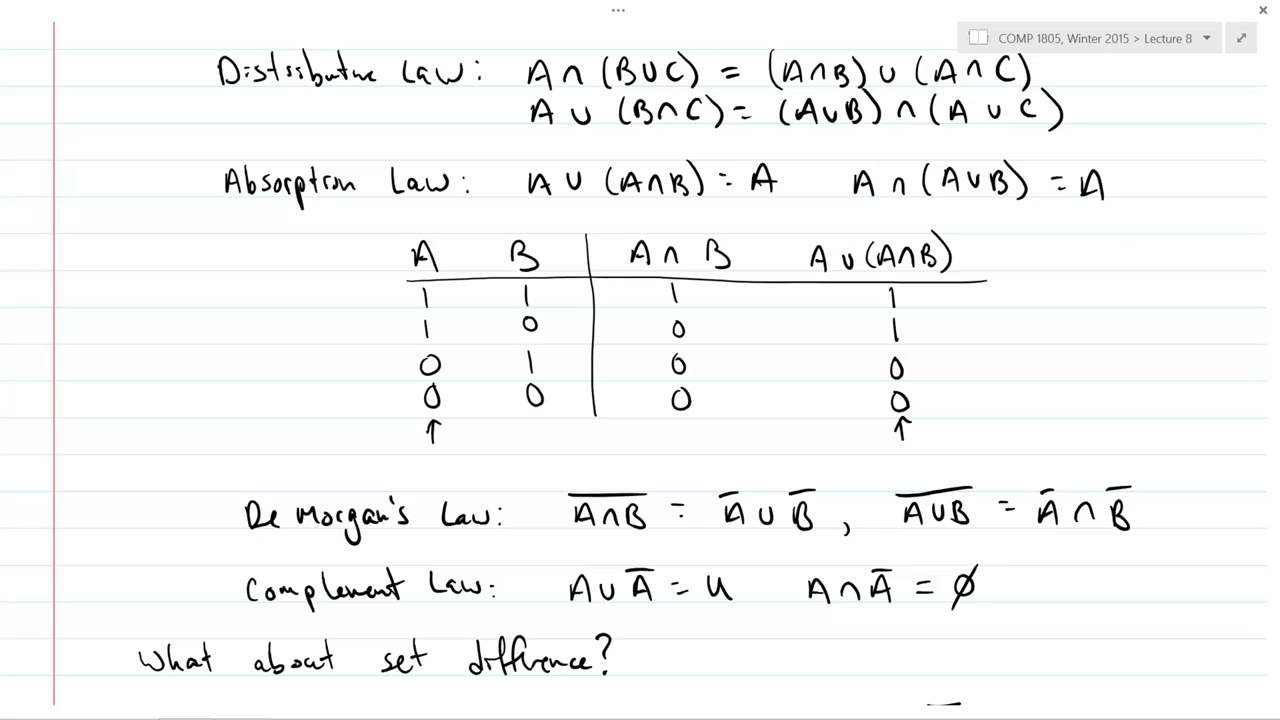 COMP 1805, Winter 2015 > Lecture 8
Distributive Law: A ∩ (B ∪ C) = (A ∩ B) ∪ (A ∩ C)
A ∪ (B ∩ C) = (A ∪ B) ∩ (A ∪ C)
Absorption Law: A ∪ (A ∩ B) = A A ∩ (A ∪ B) = A
A B A ∩ B A ∪ (A ∩ B)
1 1 1 1
1 0 0 1
0 1 0 0
0 0 0 0
↑ ↑
De Morgan's Law: A̅ ̅∩̅ ̅B̅ = A̅ ∪ B̅ , A̅ ̅∪̅ ̅B̅ = A̅ ∩ B̅
Complement Law: A ∪ A̅ = U A ∩ A̅ = ∅
What about set difference?